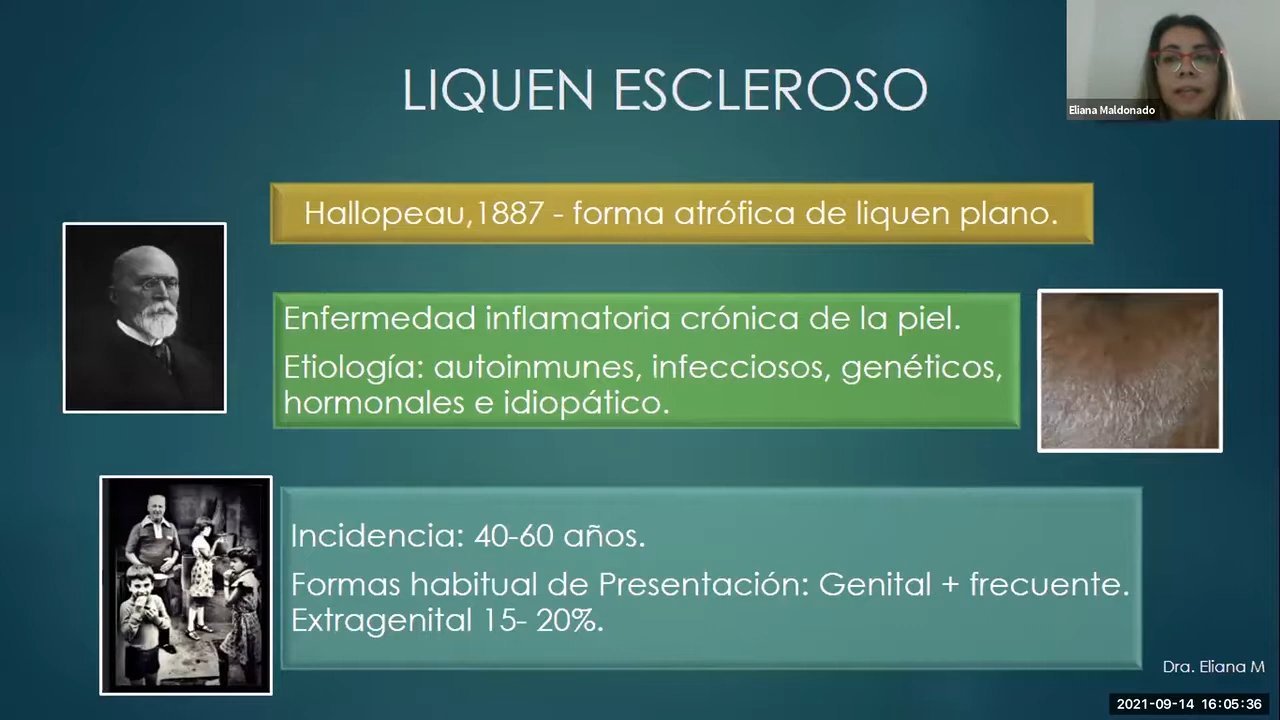 LIQUEN ESCLEROSO
Eliana Maldonado
Hallopeau,1887 - forma atrófica de liquen plano.
Enfermedad inflamatoria crónica de la piel.
Etiología: autoinmunes, infecciosos, genéticos,
hormonales e idiopático.
Incidencia: 40-60 años.
Formas habitual de Presentación: Genital + frecuente.
Extragenital 15- 20%.
Dra. Eliana M
2021-09-14 16:05:36